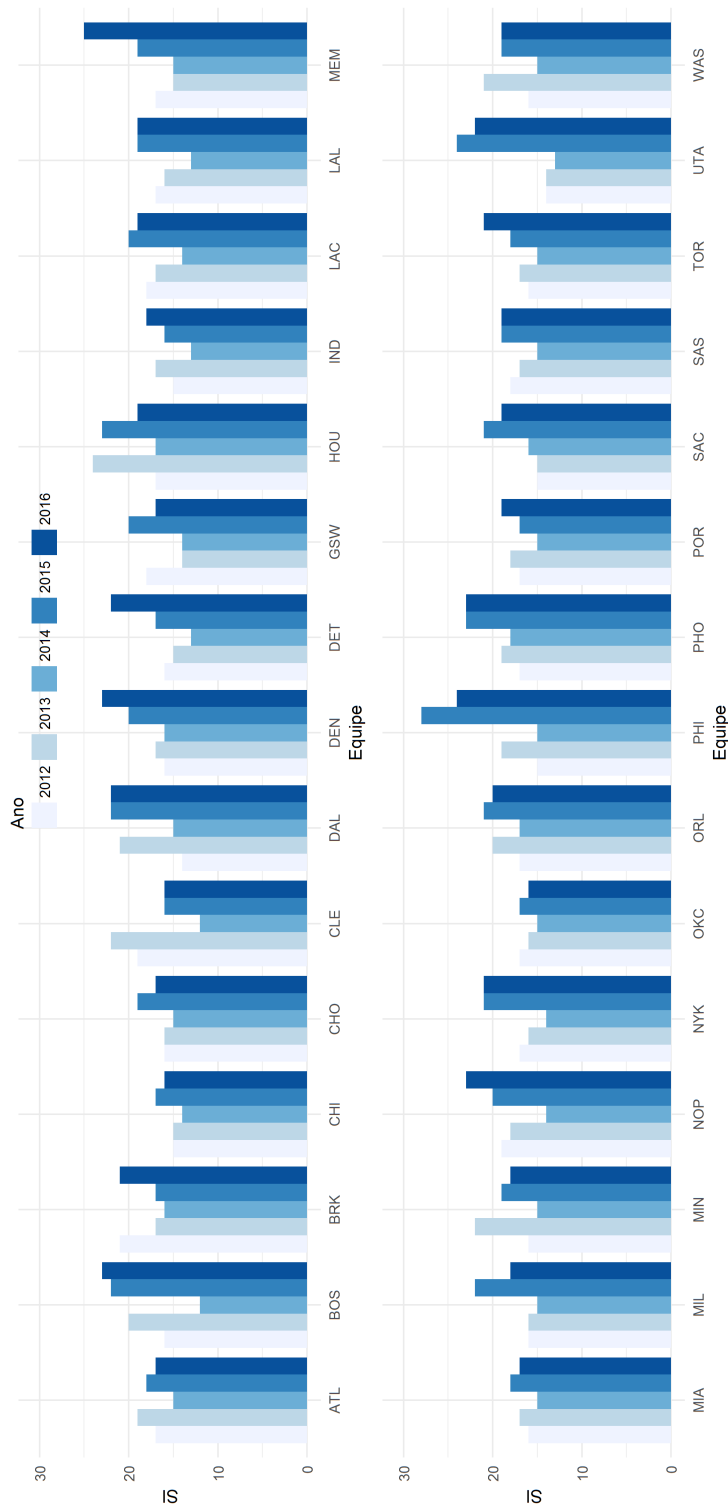 Ano
2012 2013 2014 2015 2016
IS
30
20
10
0
ATL BOS BRK CHI CHO CLE DAL DEN DET GSW HOU IND LAC LAL MEM
Equipe
IS
30
20
10
0
MIA MIL MIN NOP NYK OKC ORL PHI PHO POR SAC SAS TOR UTA WAS
Equipe